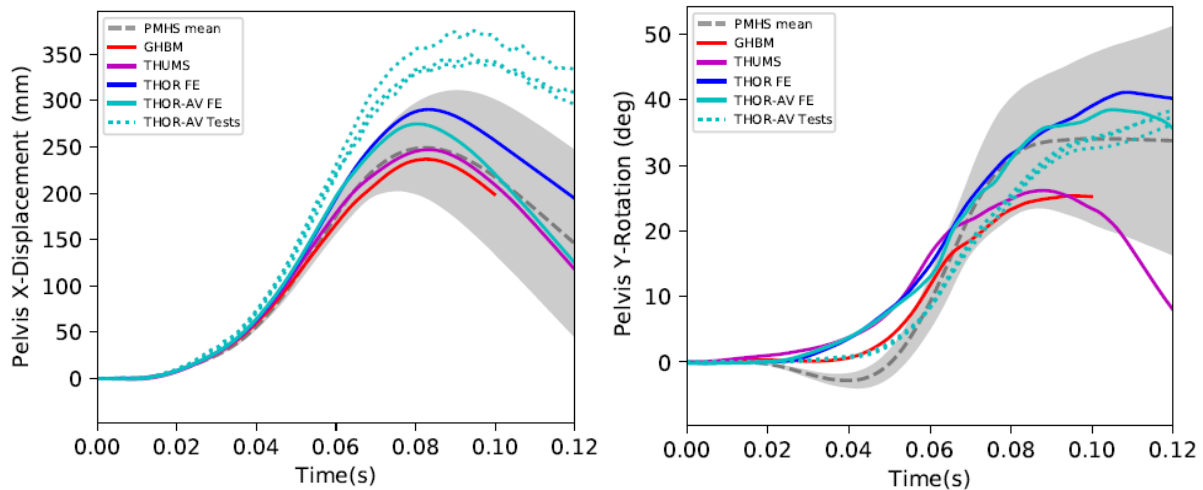 PMHS mean
GHBM
THUMS
THOR FE
THOR-AV FE
THOR-AV Tests
350
300
250
200
150
100
50
0
Pelvis X-Displacement (mm)
0.00 0.02 0.04 0.06 0.08 0.10 0.12
Time(s)
PMHS mean
GHBM
THUMS
THOR FE
THOR-AV FE
THOR-AV Tests
50
40
30
20
10
0
Pelvis Y-Rotation (deg)
0.00 0.02 0.04 0.06 0.08 0.10 0.12
Time(s)